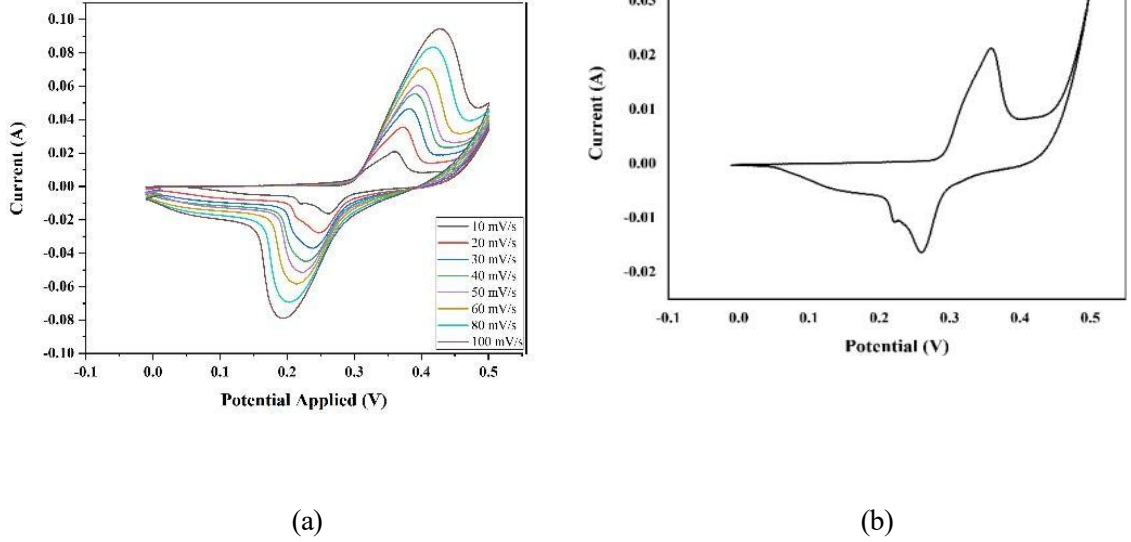 0.10
0.08
0.06
0.04
0.02
0.00
-0.02
-0.04
-0.06
-0.08
-0.10
Current (A)
-0.1 0.0 0.1 0.2 0.3 0.4 0.5
Potential Applied (V)
10 mV/s
20 mV/s
30 mV/s
40 mV/s
50 mV/s
60 mV/s
80 mV/s
100 mV/s
(a)
0.03
0.02
0.01
0.00
-0.01
-0.02
Current (A)
-0.1 0.0 0.2 0.3 0.4 0.5
Potential (V)
(b)